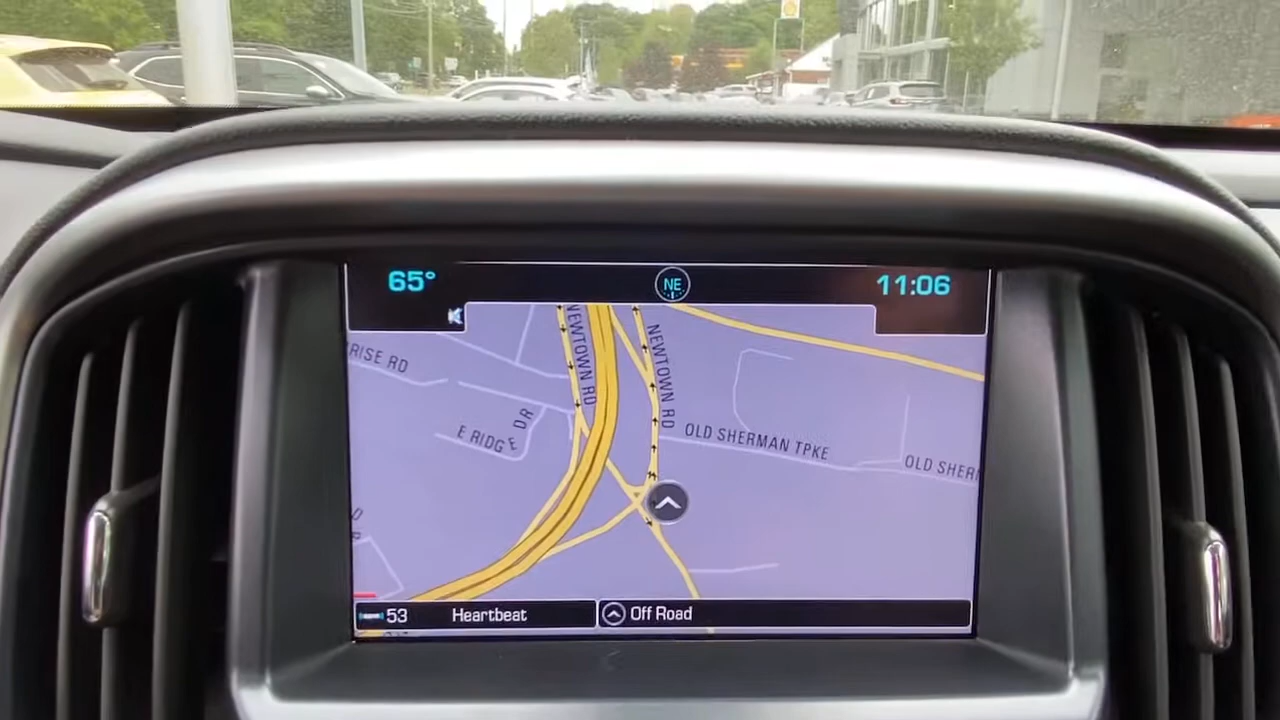 65°
NE
11:06
NEWTOWN RD
NEWTOWN RD
RISE RD
E RIDGE DR
OLD SHERMAN TPKE
OLD SHERM
53 Heartbeat
Off Road